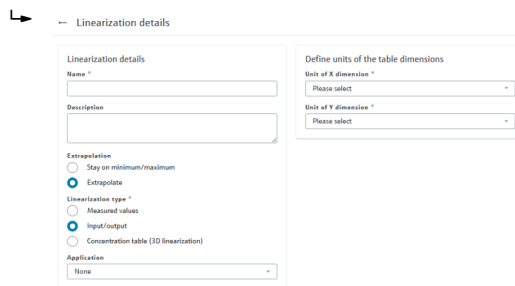 ← Linearization details
Linearization details
Name *
Description
Extrapolation
Stay on minimum/maximum
Extrapolate
Linearization type *
Measured values
Input/output
Concentration table (3D linearization)
Application
None
Define units of the table dimensions
Unit of X dimension *
Please select
Unit of Y dimension *
Please select